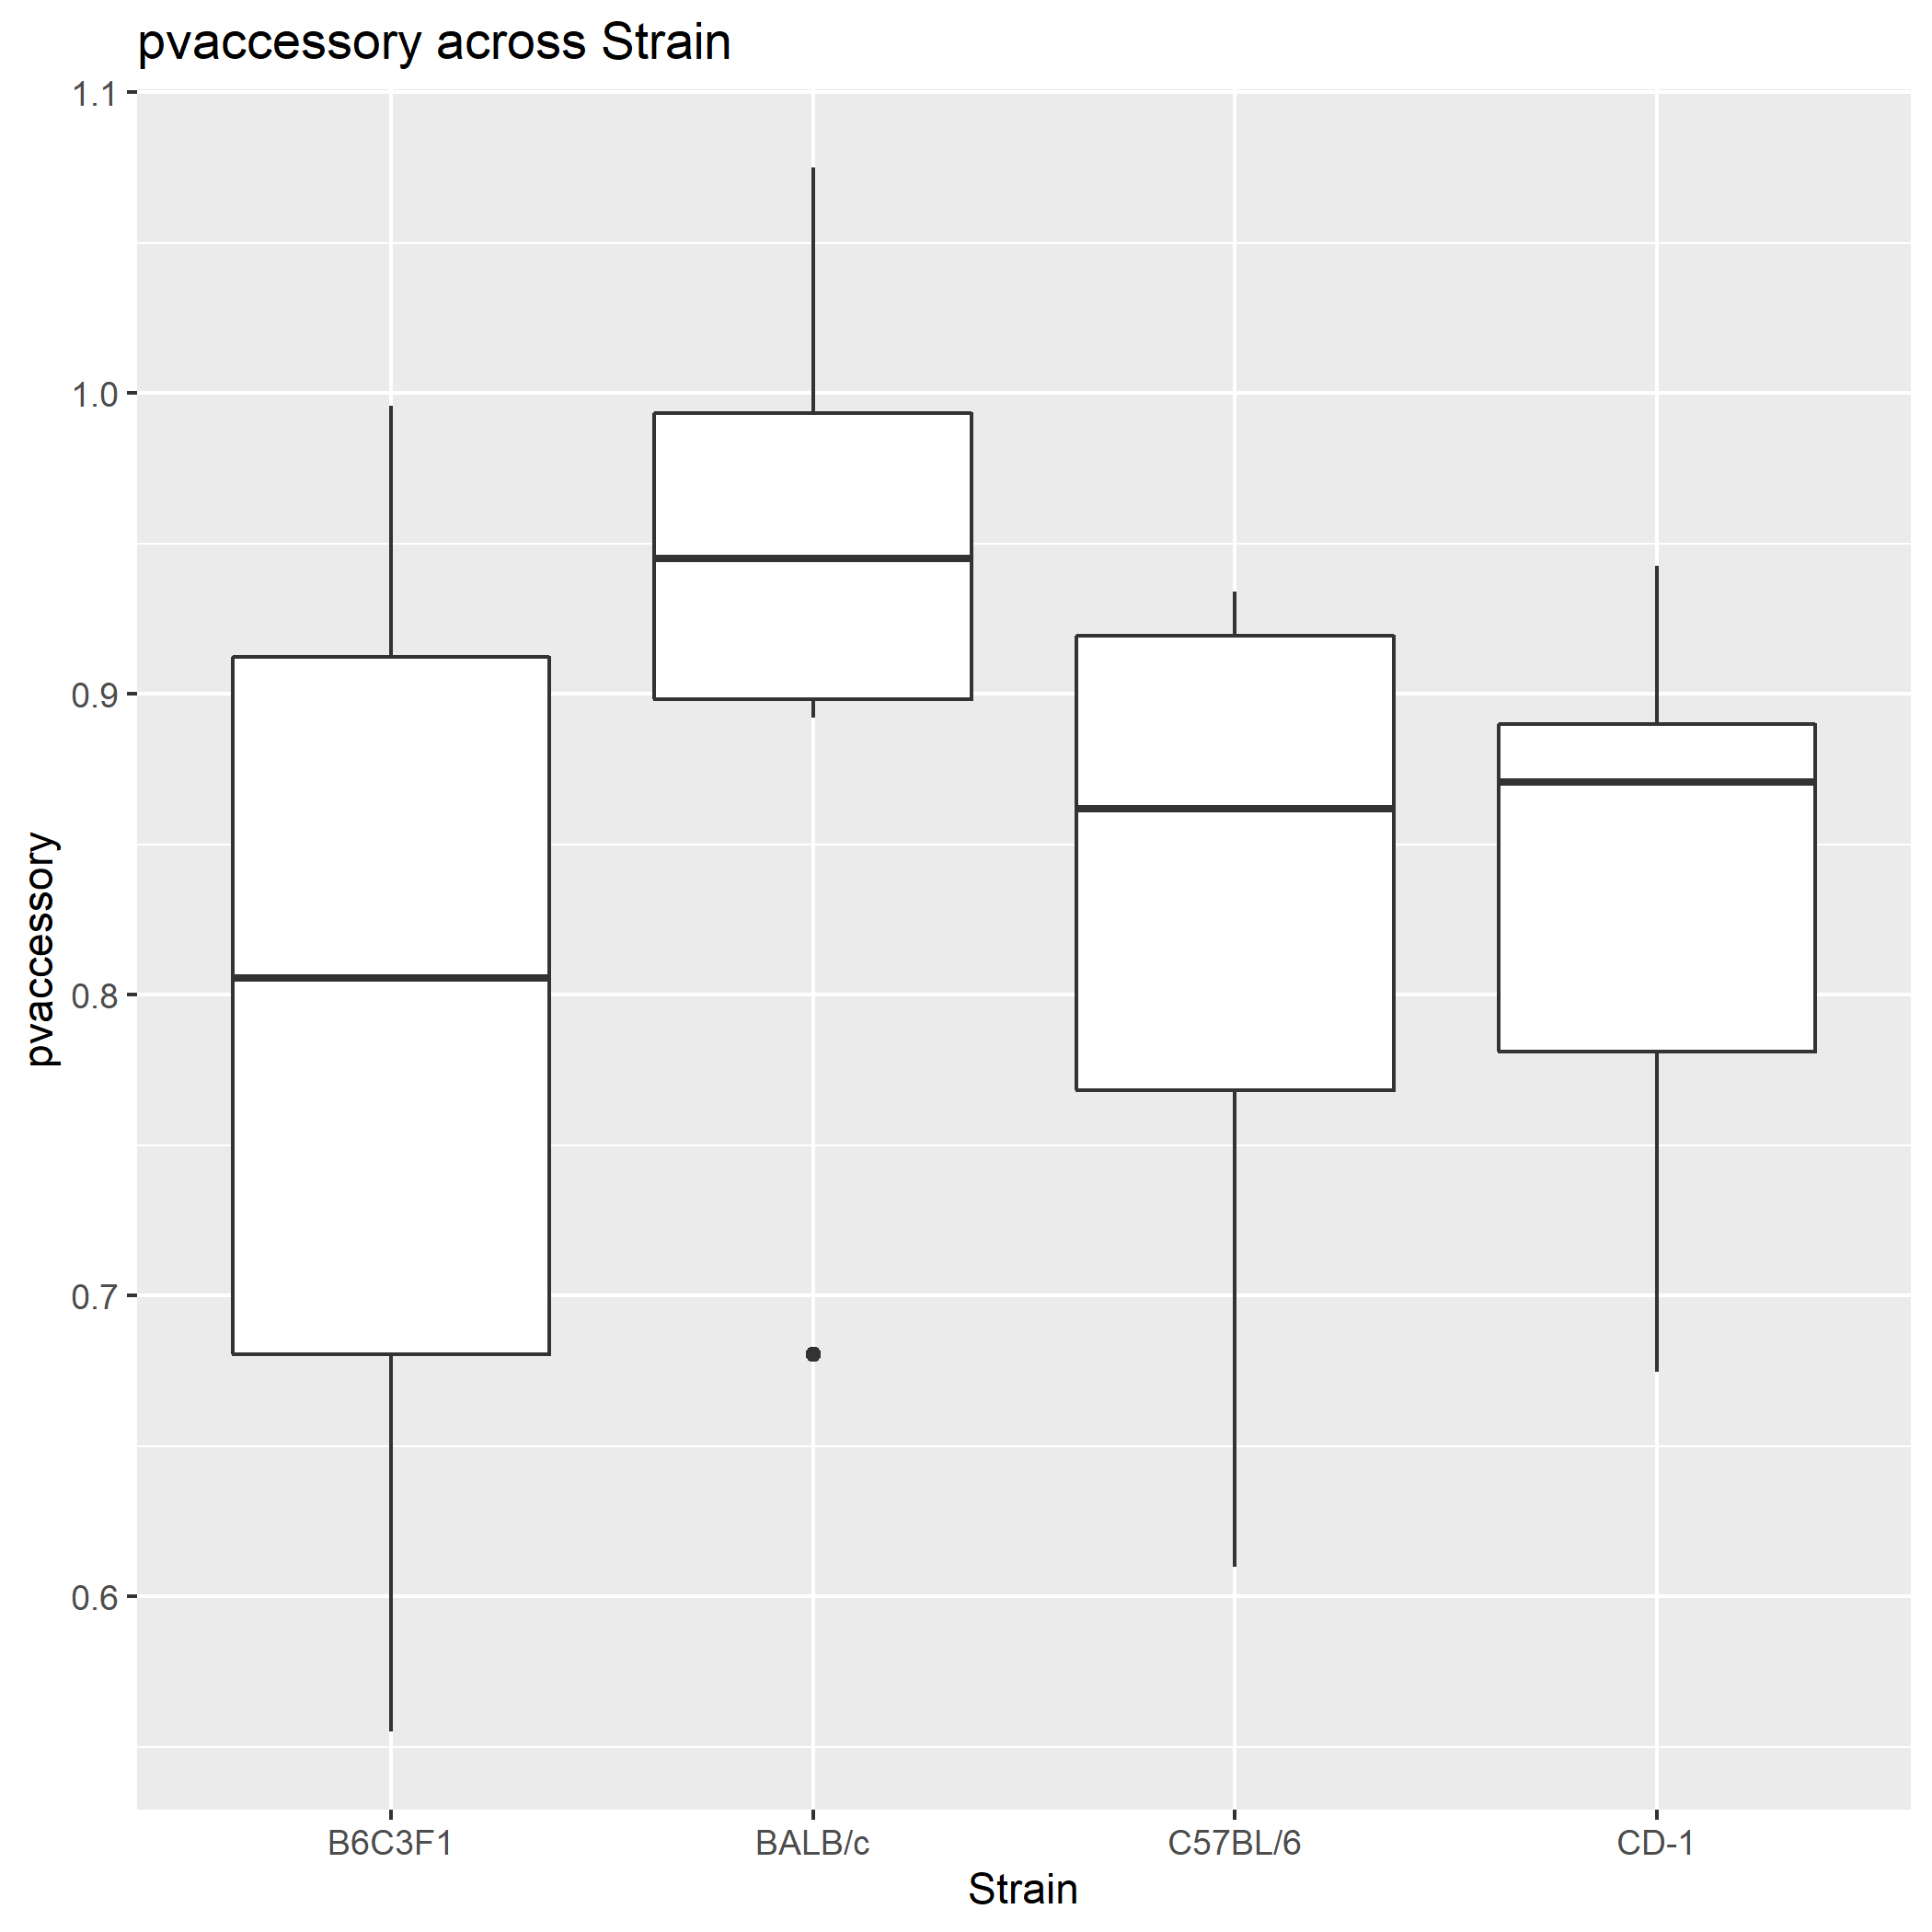 pvaccessory across Strain
1.1
1.0
0.9
0.8
0.7
0.6
pvaccessory
B6C3F1
BALB/c
C57BL/6
CD-1
Strain